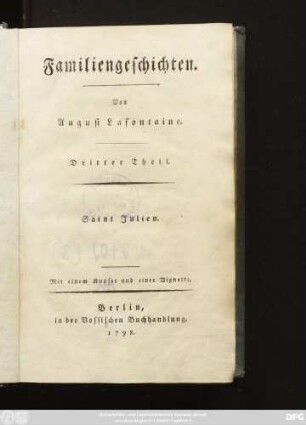 Familiengeschichten.
Von
August Lafontaine.
Dritter Theil.
Saint Julien.
Mit einem Kupfer und einer Vignette.
Berlin,
in der Vossischen Buchhandlung.
1798.